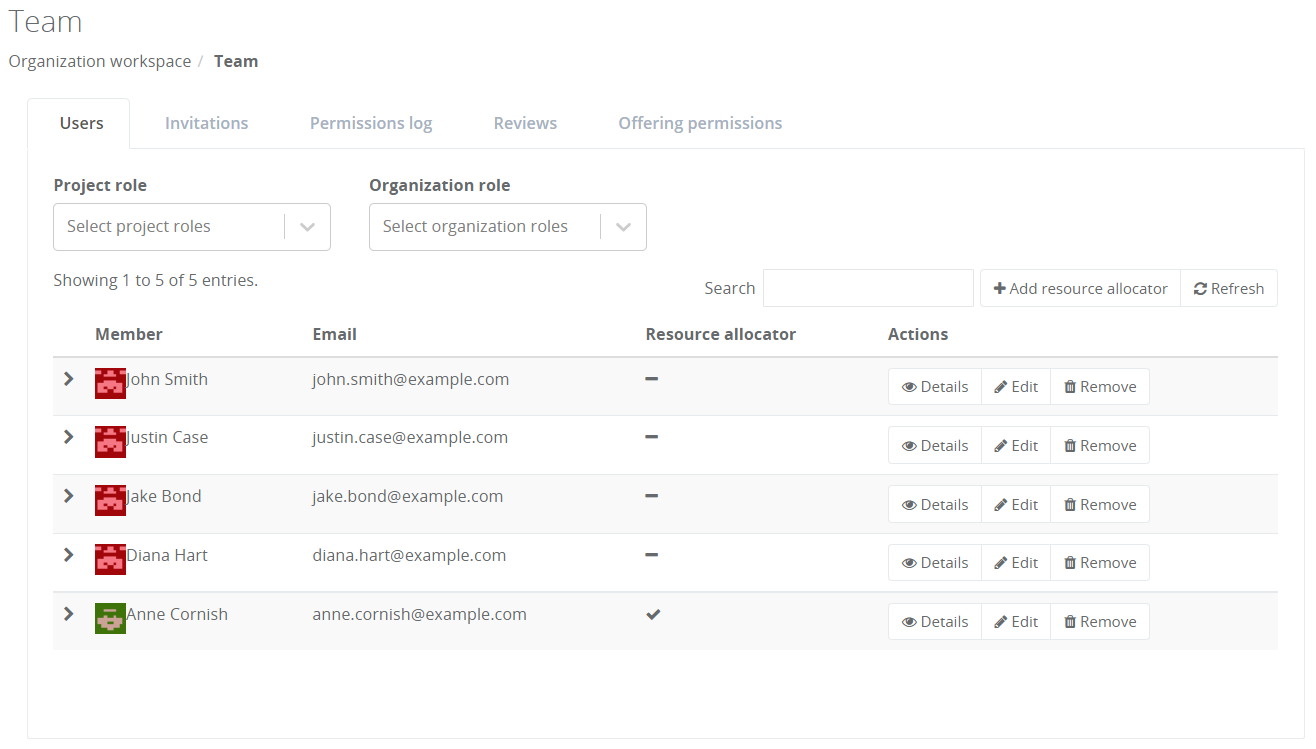 Team
Organization workspace / Team
Users Invitations Permissions log Reviews Offering permissions
Project role Organization role
Select project roles Select organization roles
Showing 1 to 5 of 5 entries.
Search Add resource allocator Refresh
Member Email Resource allocator Actions
John Smith john.smith@example.com Details Edit Remove
Justin Case justin.case@example.com Details Edit Remove
Jake Bond jake.bond@example.com Details Edit Remove
Diana Hart diana.hart@example.com Details Edit Remove
Anne Cornish anne.cornish@example.com Details Edit Remove